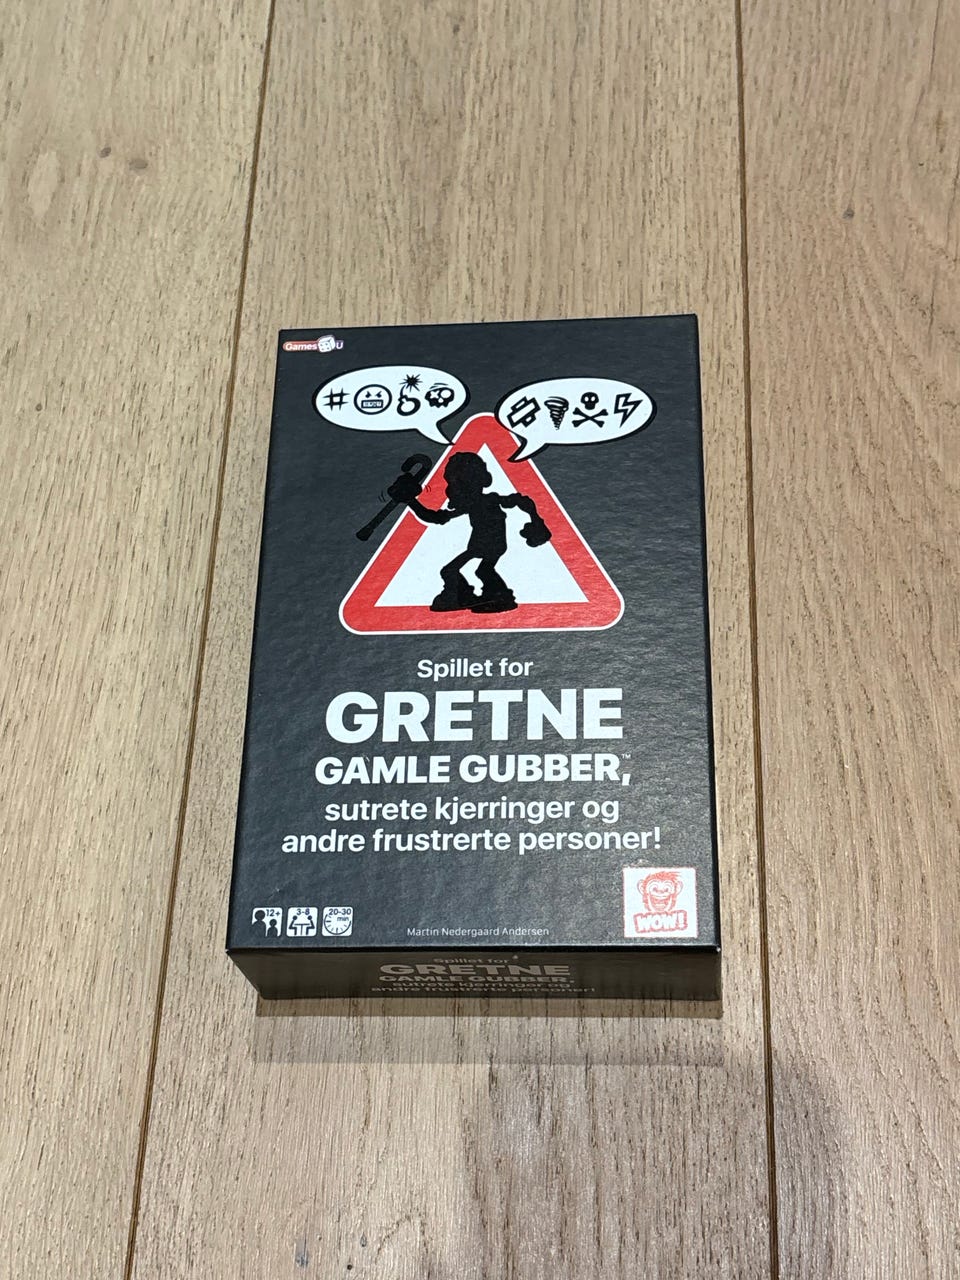 Games4U
#
Spillet for
GRETNE
GAMLE GUBBER,™
sutrete kjerringer og
andre frustrerte personer!
12+
3-8
20-30
min
Martin Nedergaard Andersen
WOW!
Spillet for
GRETNE
GAMLE GUBBER,
sutrete kjerringer og
andre frustrerte personer!